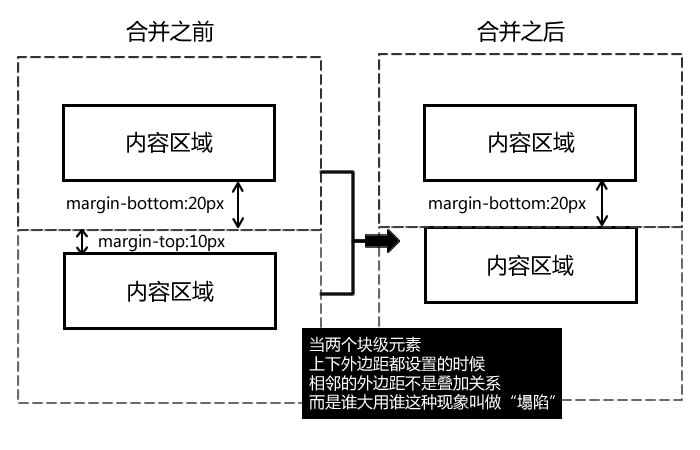 合并之前
合并之后
内容区域
内容区域
margin-bottom:20px
margin-bottom:20px
margin-top:10px
内容区域
内容区域
当两个块级元素
上下外边距都设置的时候
相邻的外边距不是叠加关系
而是谁大用谁这种现象叫做“塌陷”